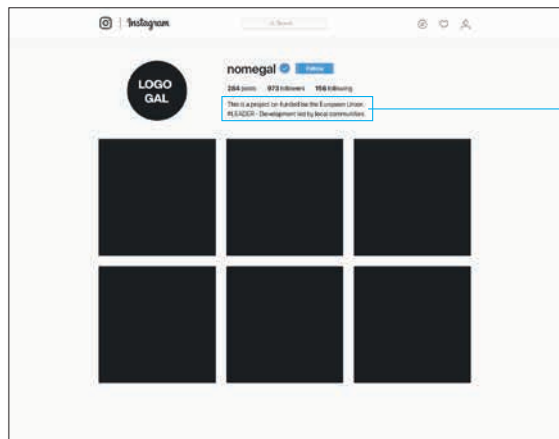 Instagram
Search
nomegal
Follow
284 posts 973 followers 156 following
This is a project co-funded be the European Union.
#LEADER - Development led by local communities.
LOGO
GAL